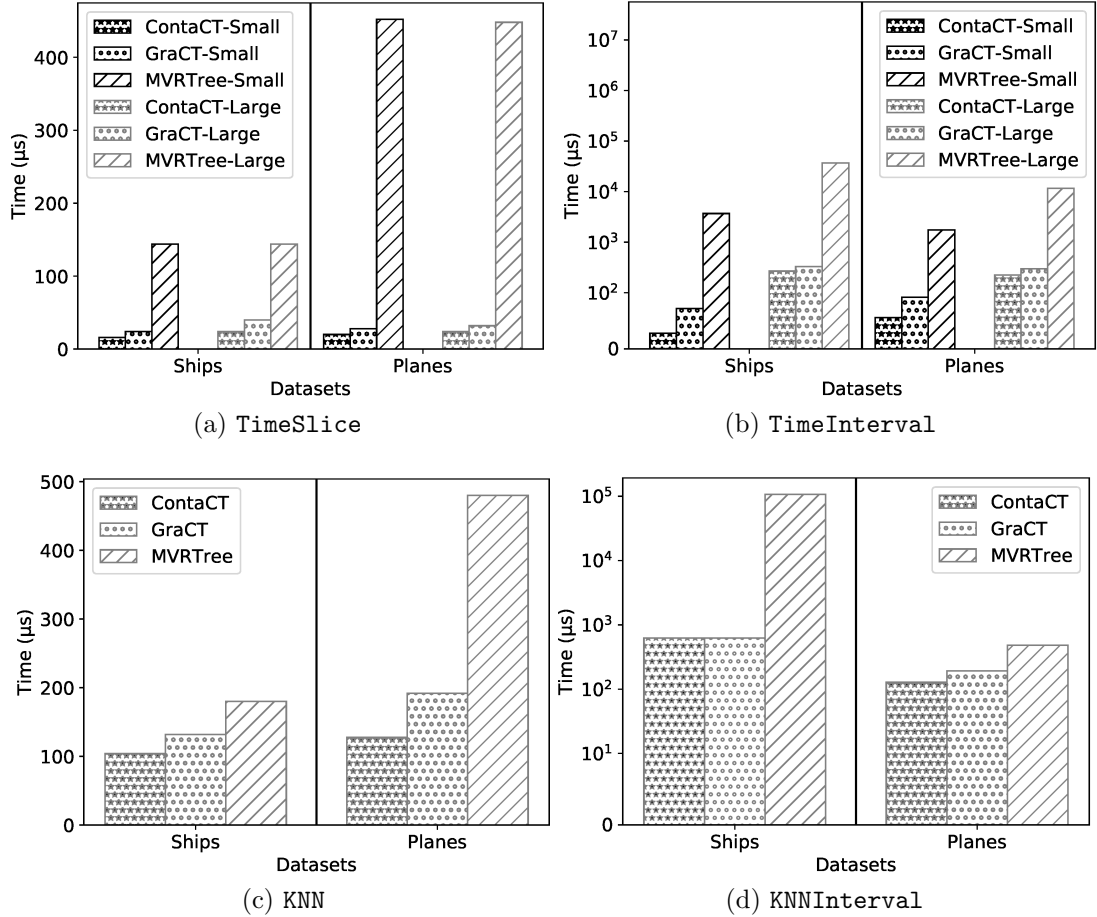 ContaCT-Small
GraCT-Small
MVRTree-Small
ContaCT-Large
GraCT-Large
MVRTree-Large
400
300
200
100
0
Time (μs)
Ships
Planes
Datasets
(a) TimeSlice
ContaCT-Small
GraCT-Small
MVRTree-Small
ContaCT-Large
GraCT-Large
MVRTree-Large
10⁷
10⁶
10⁵
10⁴
10³
10²
0
Time (μs)
Ships
Planes
Datasets
(b) TimeInterval
ContaCT
GraCT
MVRTree
500
400
300
200
100
0
Time (μs)
Ships
Planes
Datasets
(c) KNN
ContaCT
GraCT
MVRTree
10⁵
10⁴
10³
10²
10¹
0
Time (μs)
Ships
Planes
Datasets
(d) KNNInterval